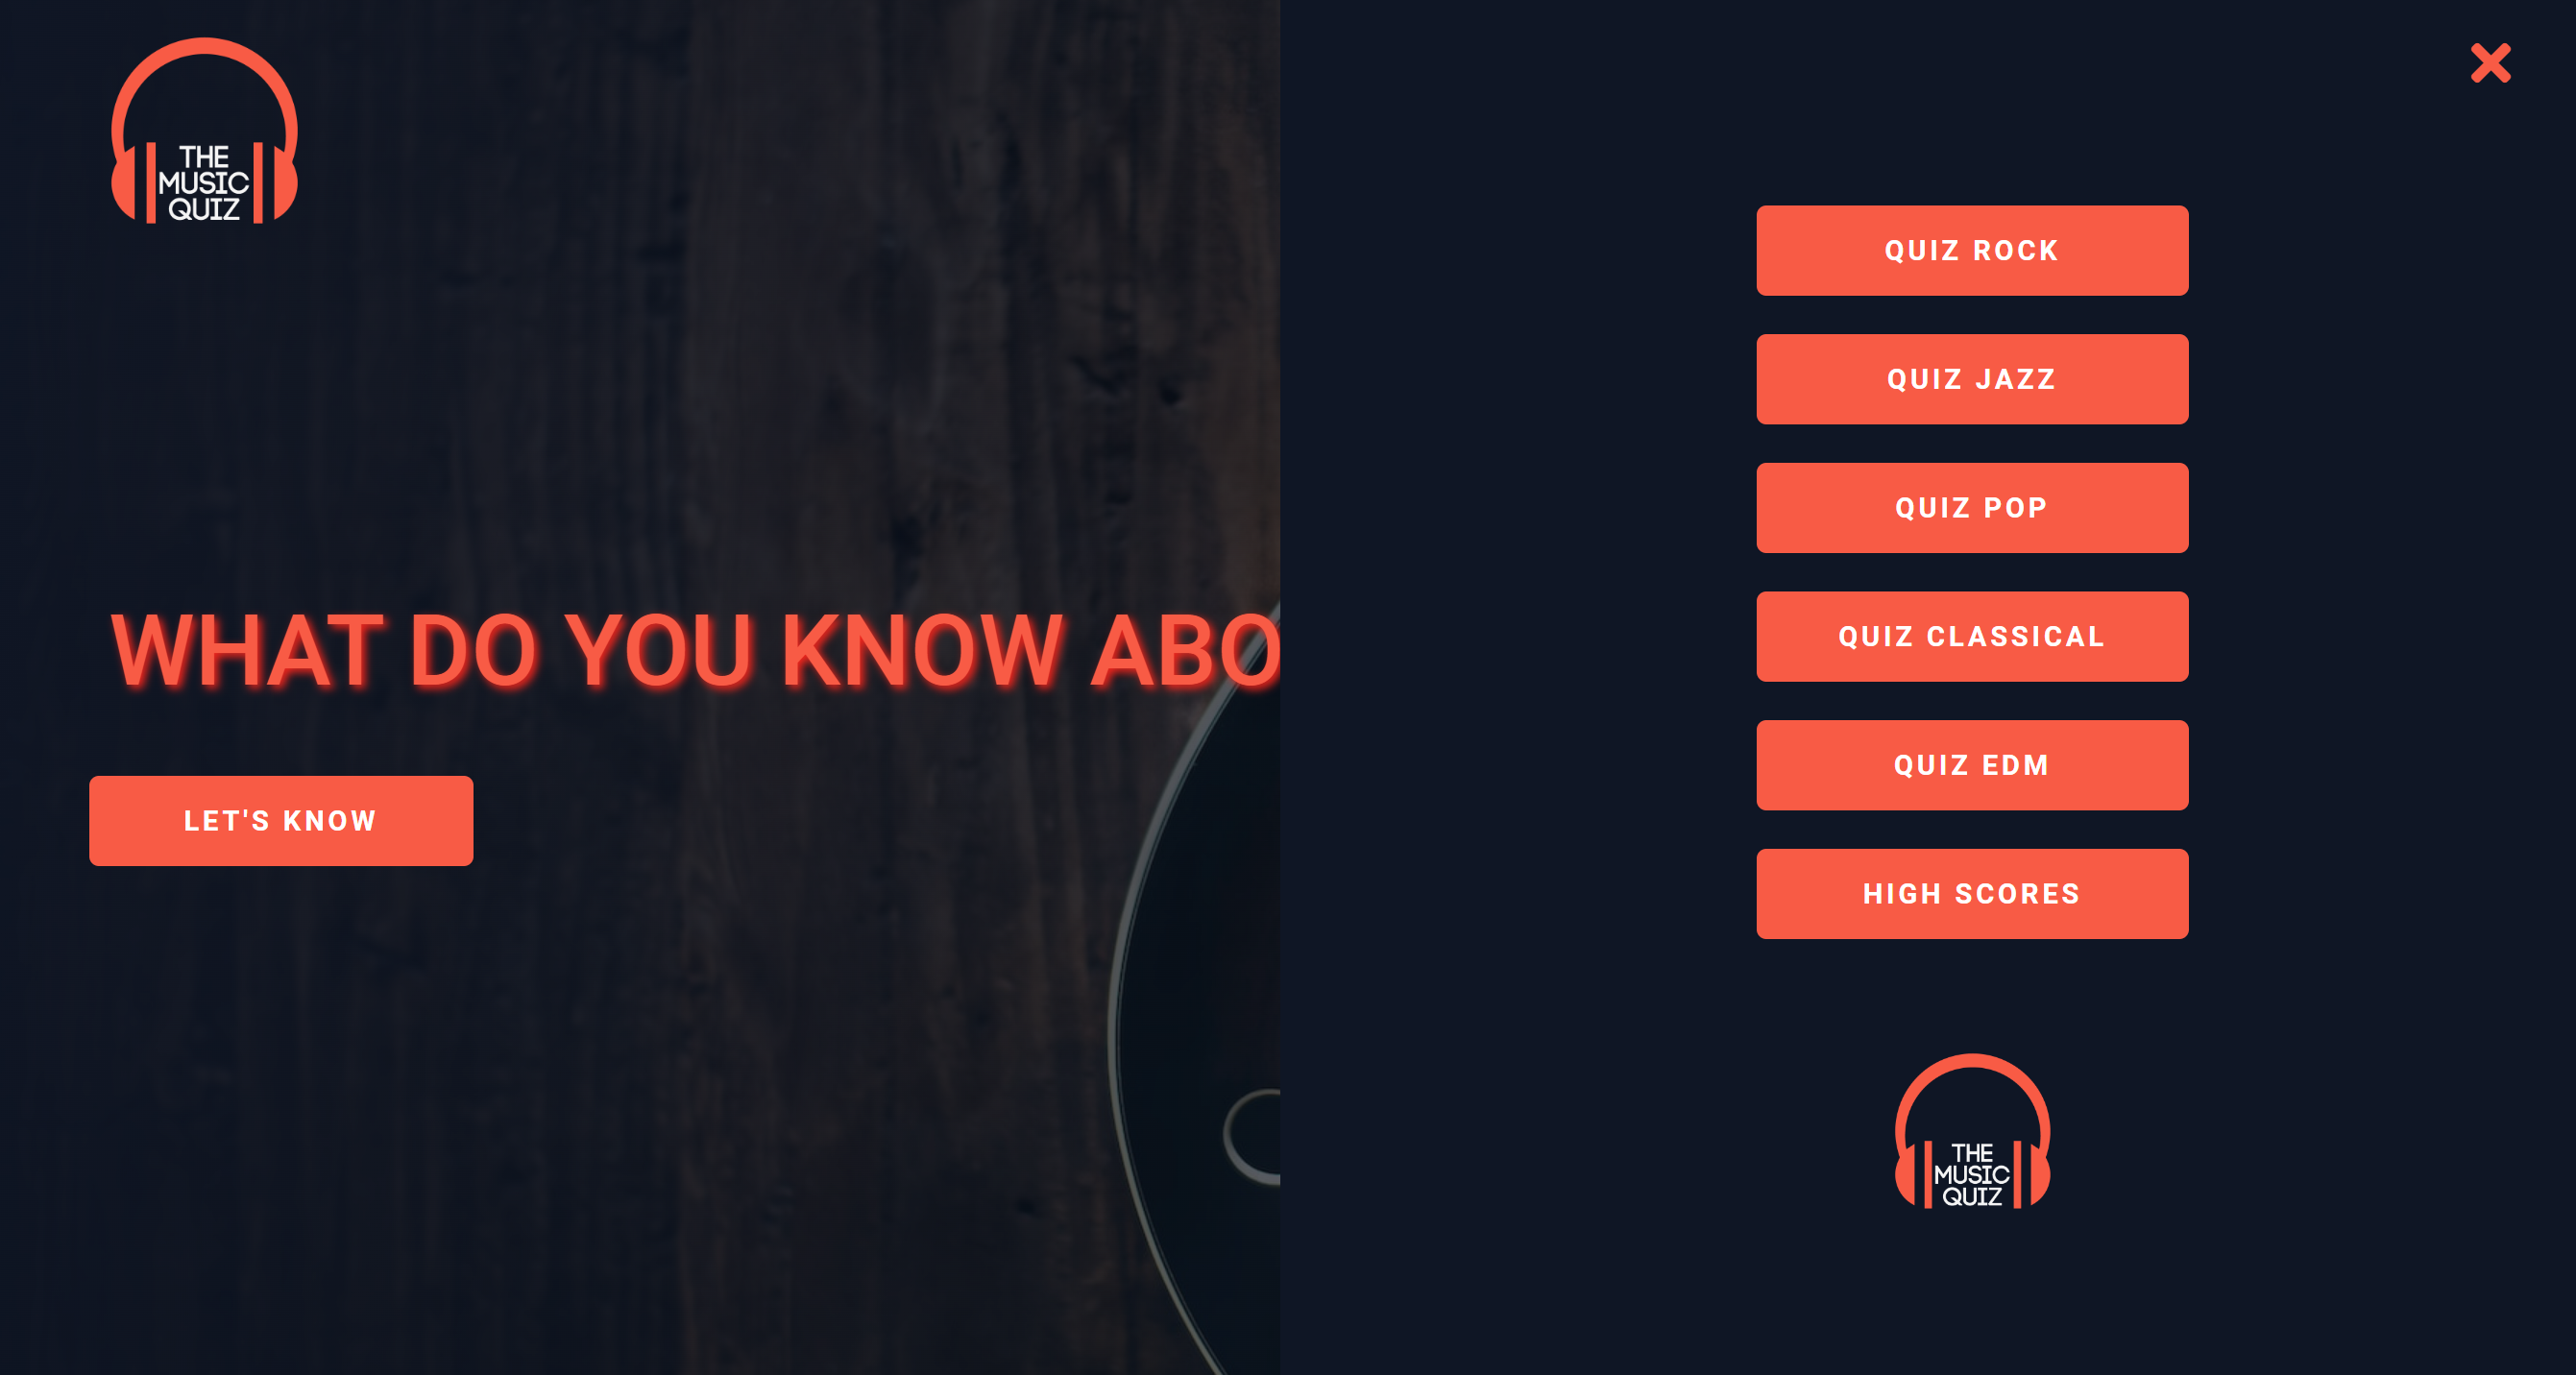 THE
MUSIC
QUIZ
WHAT DO YOU KNOW ABO
LET'S KNOW
QUIZ ROCK
QUIZ JAZZ
QUIZ POP
QUIZ CLASSICAL
QUIZ EDM
HIGH SCORES
THE
MUSIC
QUIZ